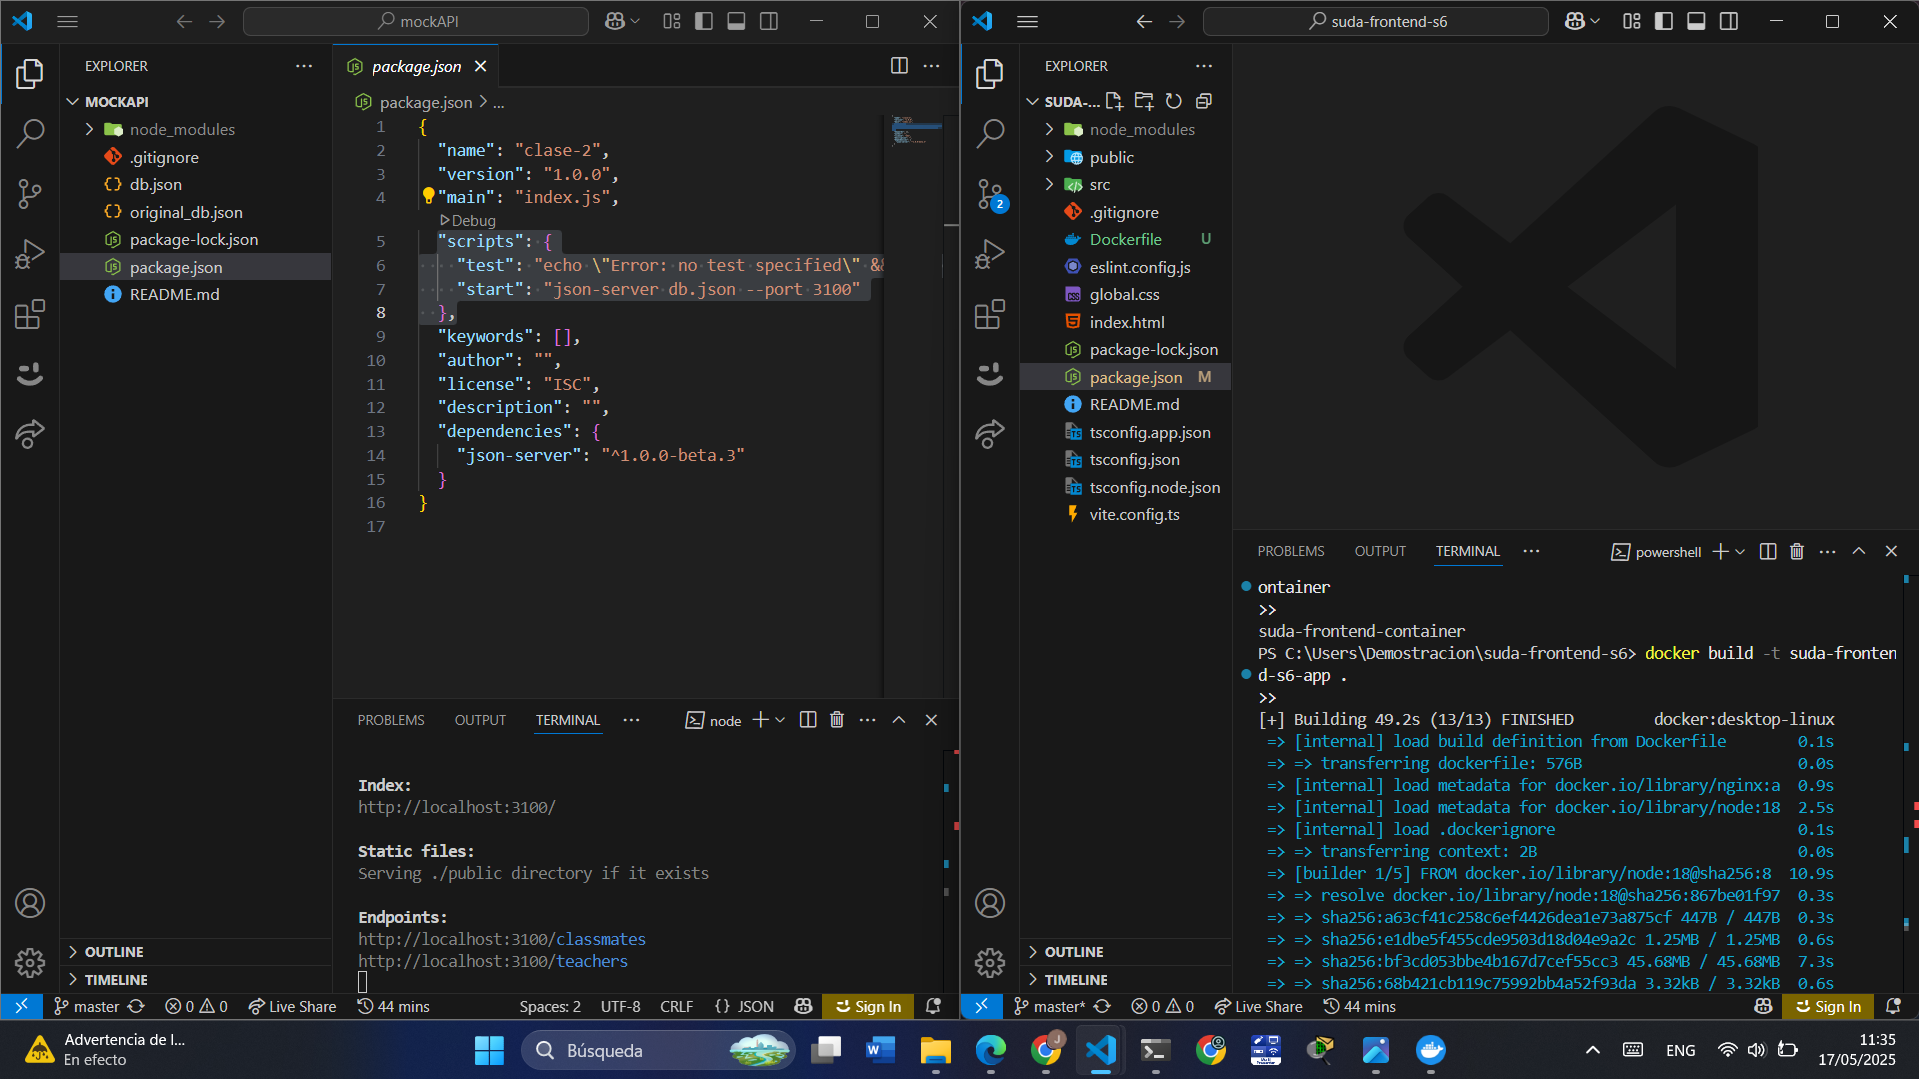 mockAPI
EXPLORER
MOCKAPI
node_modules
.gitignore
db.json
original_db.json
package-lock.json
package.json
README.md
OUTLINE
TIMELINE
package.json
package.json > ...
1 {
2 "name": "clase-2",
3 "version": "1.0.0",
4 "main": "index.js",
Debug
5 "scripts": {
6 "test": "echo \"Error: no test specified\" &&
7 "start": "json-server db.json --port 3100"
8 },
9 "keywords": [],
10 "author": "",
11 "license": "ISC",
12 "description": "",
13 "dependencies": {
14 "json-server": "^1.0.0-beta.3"
15 }
16 }
17
PROBLEMS OUTPUT TERMINAL node
Index:
http://localhost:3100/
Static files:
Serving ./public directory if it exists
Endpoints:
http://localhost:3100/classmates
http://localhost:3100/teachers
master 0 0 Live Share 44 mins Spaces: 2 UTF-8 CRLF {} JSON Sign In
suda-frontend-s6
EXPLORER
SUDA-...
node_modules
public
src
.gitignore
Dockerfile U
eslint.config.js
global.css
index.html
package-lock.json
package.json M
README.md
tsconfig.app.json
tsconfig.json
tsconfig.node.json
vite.config.ts
2
OUTLINE
TIMELINE
PROBLEMS OUTPUT TERMINAL powershell
ontainer
>>
suda-frontend-container
PS C:\Users\Demostracion\suda-frontend-s6> docker build -t suda-fronten
d-s6-app .
>>
[+] Building 49.2s (13/13) FINISHED docker:desktop-linux
=> [internal] load build definition from Dockerfile 0.1s
=> => transferring dockerfile: 576B 0.0s
=> [internal] load metadata for docker.io/library/nginx:a 0.9s
=> [internal] load metadata for docker.io/library/node:18 2.5s
=> [internal] load .dockerignore 0.1s
=> => transferring context: 2B 0.0s
=> [builder 1/5] FROM docker.io/library/node:18@sha256:8 10.9s
=> => resolve docker.io/library/node:18@sha256:867be01f97 0.3s
=> => sha256:a63cf41c258c6ef4426dea1e73a875cf 447B / 447B 0.3s
=> => sha256:e1dbe5f455cde9503d18d04e9a2c 1.25MB / 1.25MB 0.6s
=> => sha256:bf3cd053bbe4b167d7cef55cc3 45.68MB / 45.68MB 7.3s
=> => sha256:68b421cb119c75992bb4a52f93da 3.32kB / 3.32kB 0.6s
master* 0 0 Live Share 44 mins Sign In
Advertencia de l...
En efecto
Búsqueda
ENG
11:35
17/05/2025